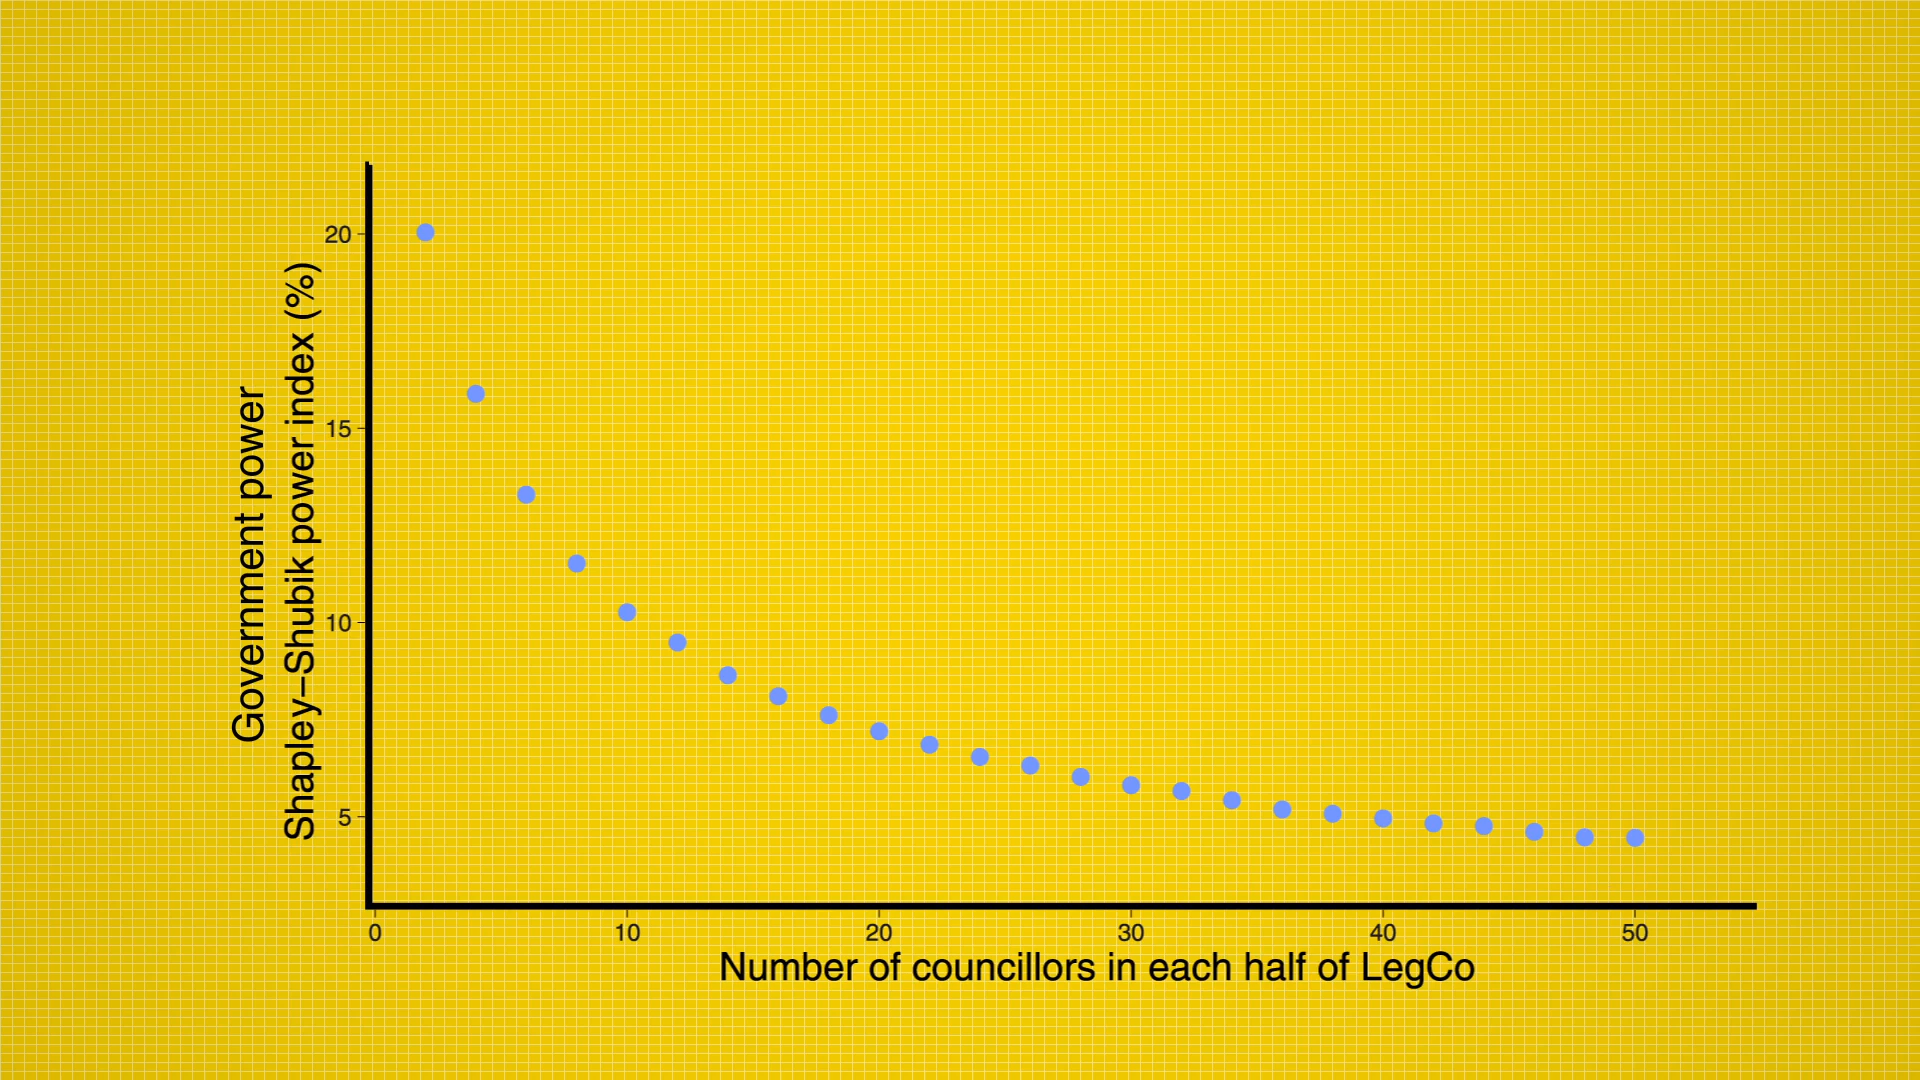 Government power
Shapley–Shubik power index (%)
20
15
10
5
0 10 20 30 40 50
Number of councillors in each half of LegCo